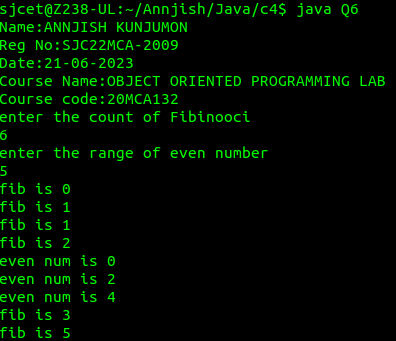 sjcet@Z238-UL:~/Annjish/Java/c4$ java Q6
Name:ANNJISH KUNJUMON
Reg No:SJC22MCA-2009
Date:21-06-2023
Course Name:OBJECT ORIENTED PROGRAMMING LAB
Course code:20MCA132
enter the count of Fibinooci
6
enter the range of even number
5
fib is 0
fib is 1
fib is 1
fib is 2
even num is 0
even num is 2
even num is 4
fib is 3
fib is 5